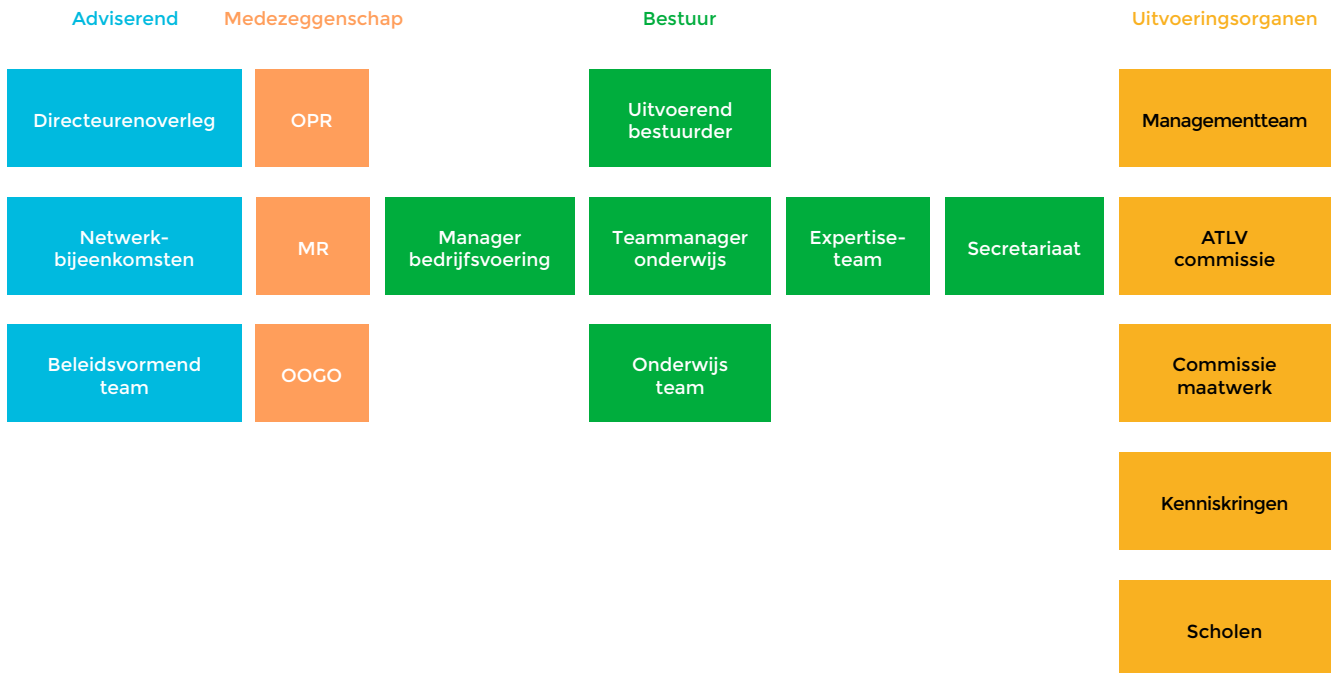 Adviserend
Medezeggenschap
Bestuur
Uitvoeringsorganen
Directeurenoverleg
OPR
Uitvoerend
bestuurder
Managementteam
Netwerk-
bijeenkomsten
MR
Manager
bedrijfsvoering
Teammanager
onderwijs
Expertise-
team
Secretariaat
ATLV
commissie
Beleidsvormend
team
OOGO
Onderwijs
team
Commissie
maatwerk
Kenniskringen
Scholen